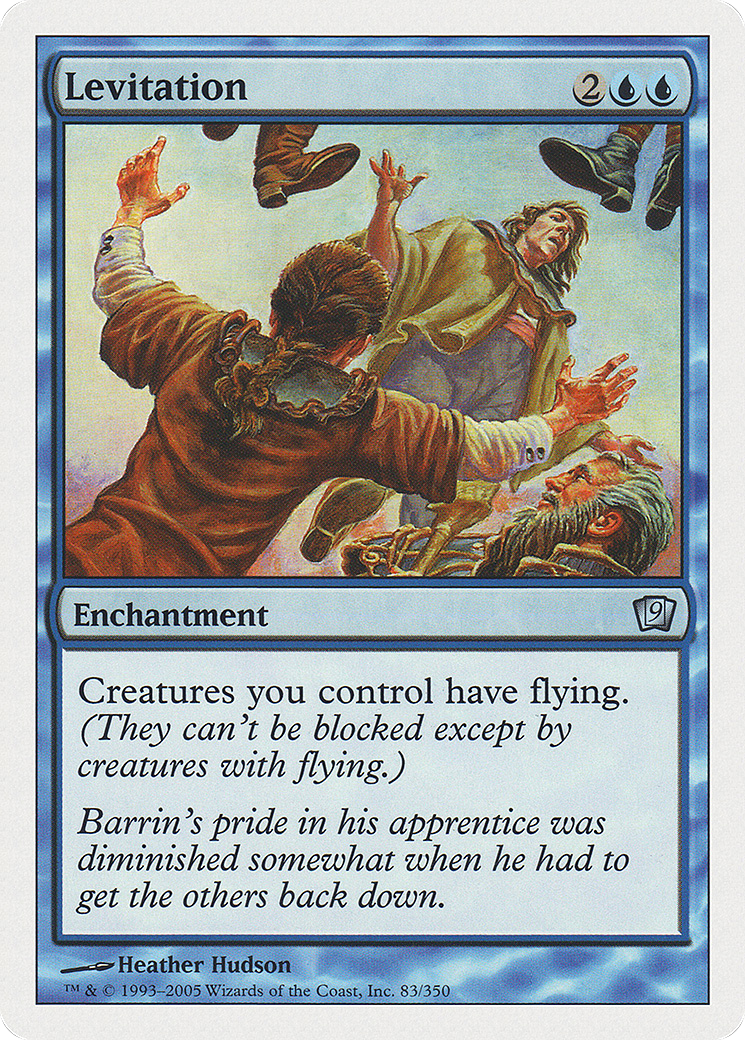 Levitation 2
Enchantment 9
Creatures you control have flying.
(They can't be blocked except by
creatures with flying.)
Barrin's pride in his apprentice was
diminished somewhat when he had to
get the others back down.
Heather Hudson
™ & © 1993–2005 Wizards of the Coast, Inc. 83/350